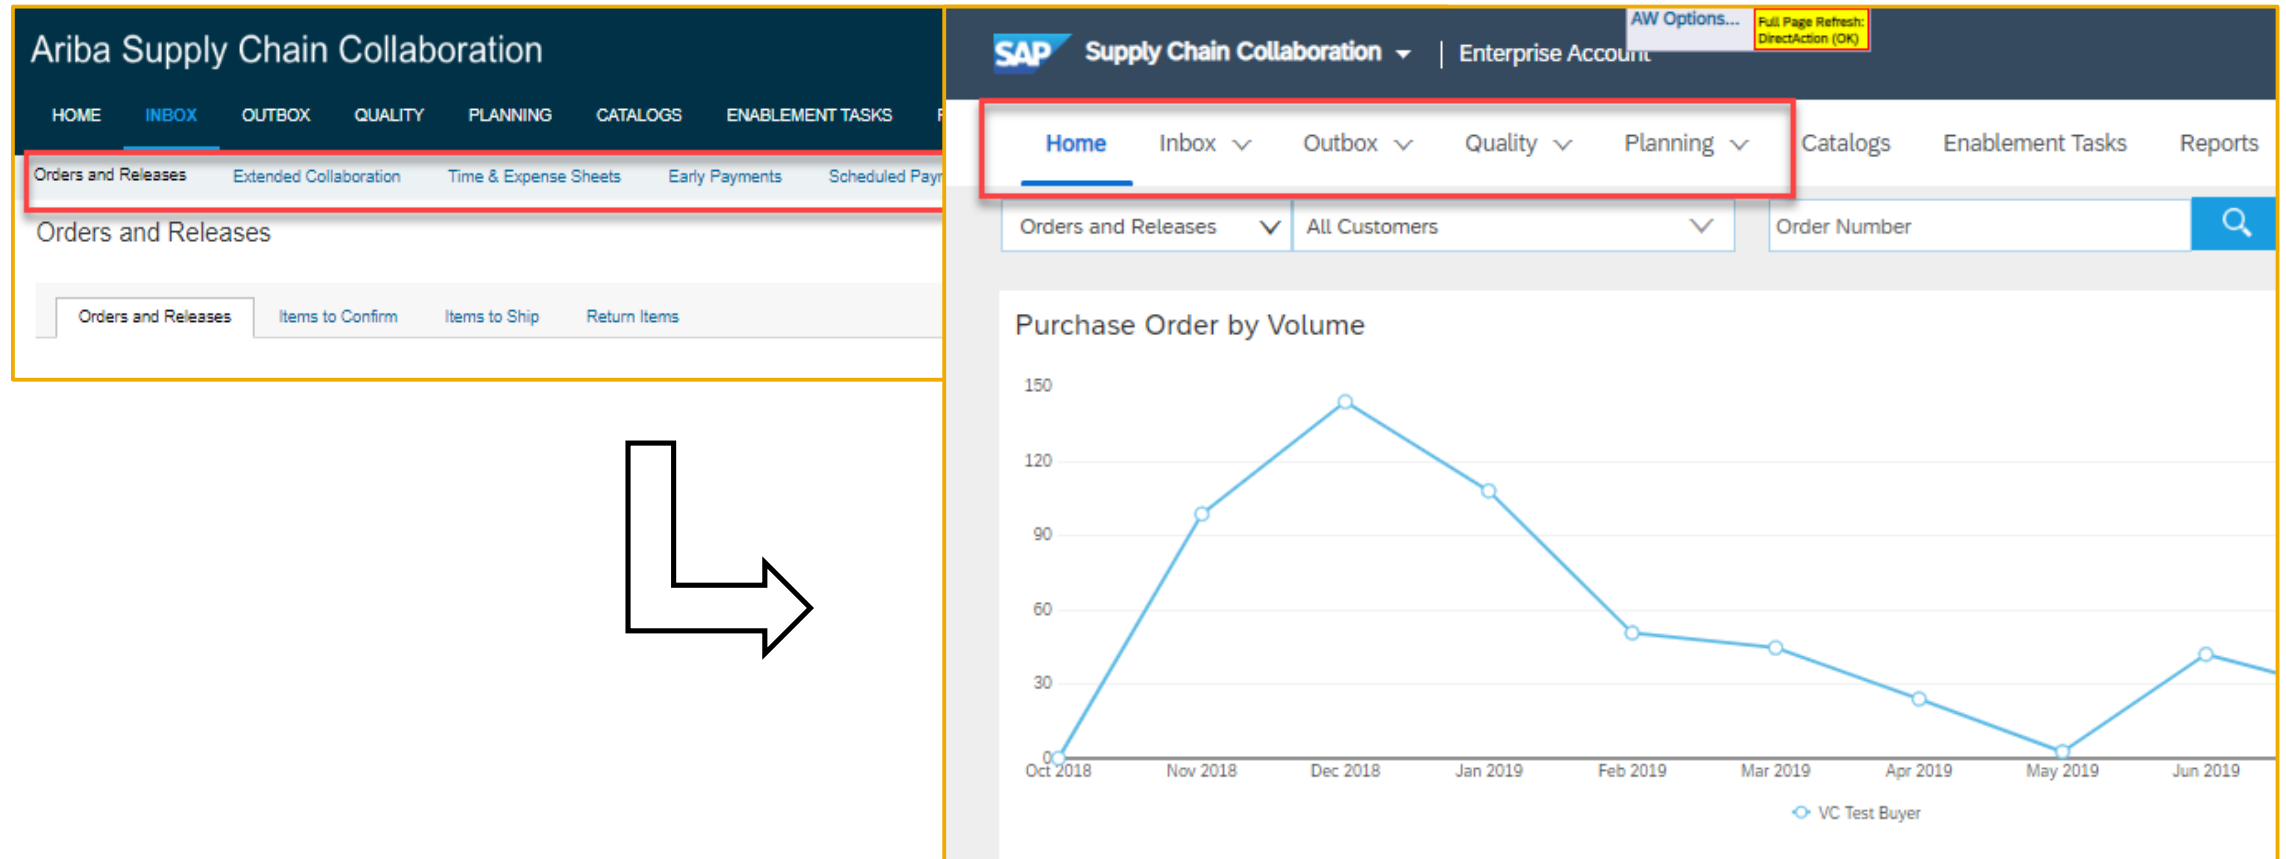 Ariba Supply Chain Collaboration
HOME INBOX OUTBOX QUALITY PLANNING CATALOGS ENABLEMENT TASKS
Orders and Releases Extended Collaboration Time & Expense Sheets Early Payments Scheduled
Orders and Releases
Orders and Releases Items to Confirm Items to Ship Return Items
AW Options...
Full Page Refresh:
DirectAction (OK)
SAP Supply Chain Collaboration | Enterprise Account
Home Inbox Outbox Quality Planning Catalogs Enablement Tasks Reports
Orders and Releases All Customers Order Number
Purchase Order by Volume
150
120
90
60
30
0
Oct 2018 Nov 2018 Dec 2018 Jan 2019 Feb 2019 Mar 2019 Apr 2019 May 2019 Jun 2019
VC Test Buyer